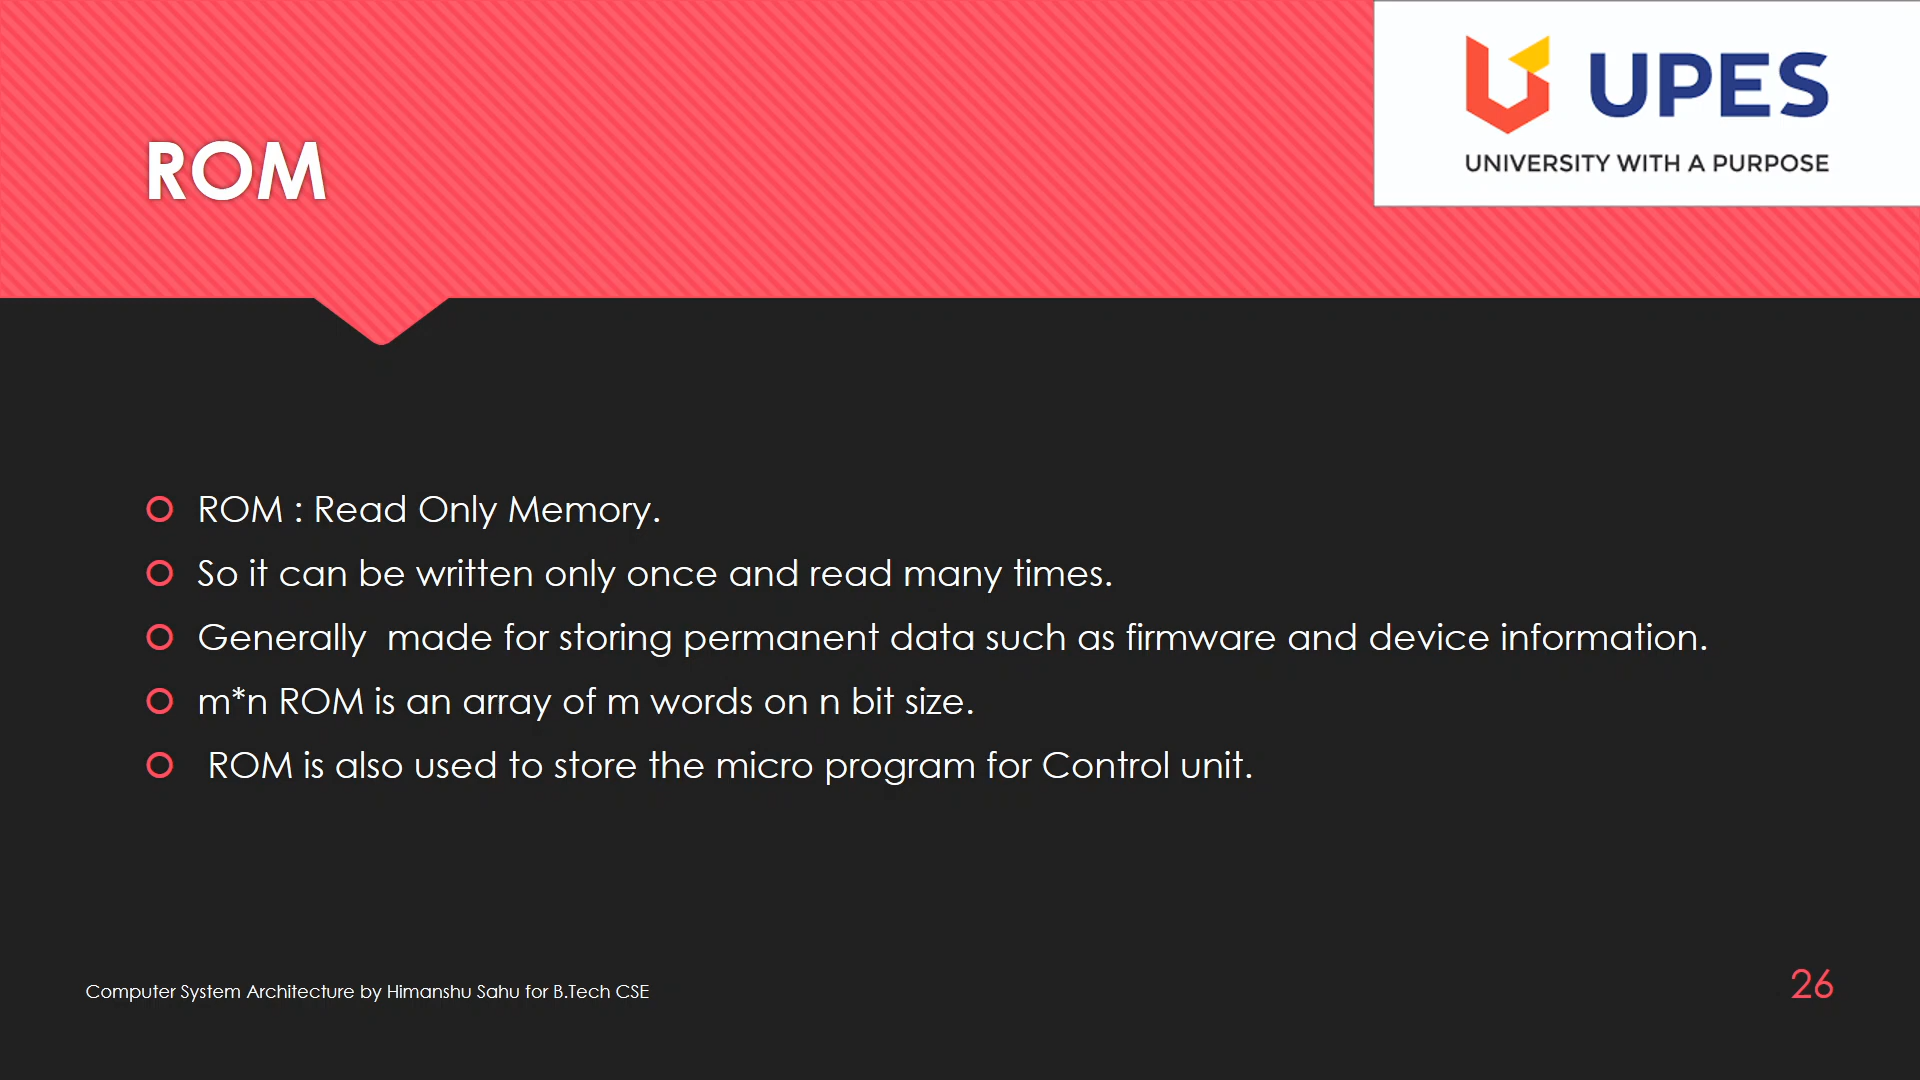 UPES
UNIVERSITY WITH A PURPOSE
ROM
ROM : Read Only Memory.
So it can be written only once and read many times.
Generally  made for storing permanent data such as firmware and device information.
m*n ROM is an array of m words on n bit size.
ROM is also used to store the micro program for Control unit.
Computer System Architecture by Himanshu Sahu for B.Tech CSE
26